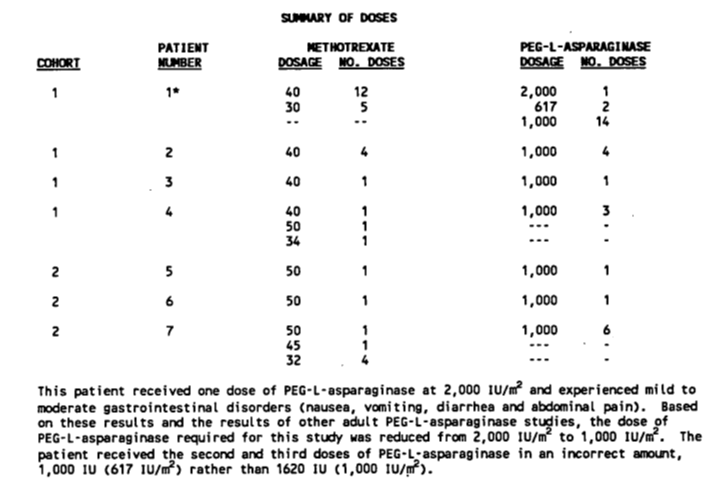 SUMMARY OF DOSES
PATIENT METHOTREXATE PEG-L-ASPARAGINASE
COHORT NUMBER DOSAGE NO. DOSES DOSAGE NO. DOSES
1 1* 40 12 2,000 1
30 5 617 2
-- -- 1,000 14
1 2 40 4 1,000 4
1 3 40 1 1,000 1
1 4 40 1 1,000 3
50 1 --- -
34 1 --- -
2 5 50 1 1,000 1
2 6 50 1 1,000 1
2 7 50 1 1,000 6
45 1 --- -
32 4 --- -
This patient received one dose of PEG-L-asparaginase at 2,000 IU/m² and experienced mild to
moderate gastrointestinal disorders (nausea, vomiting, diarrhea and abdominal pain). Based
on these results and the results of other adult PEG-L-asparaginase studies, the dose of
PEG-L-asparaginase required for this study was reduced from 2,000 IU/m² to 1,000 IU/m². The
patient received the second and third doses of PEG-L-asparaginase in an incorrect amount,
1,000 IU (617 IU/m²) rather than 1620 IU (1,000 IU/m²).